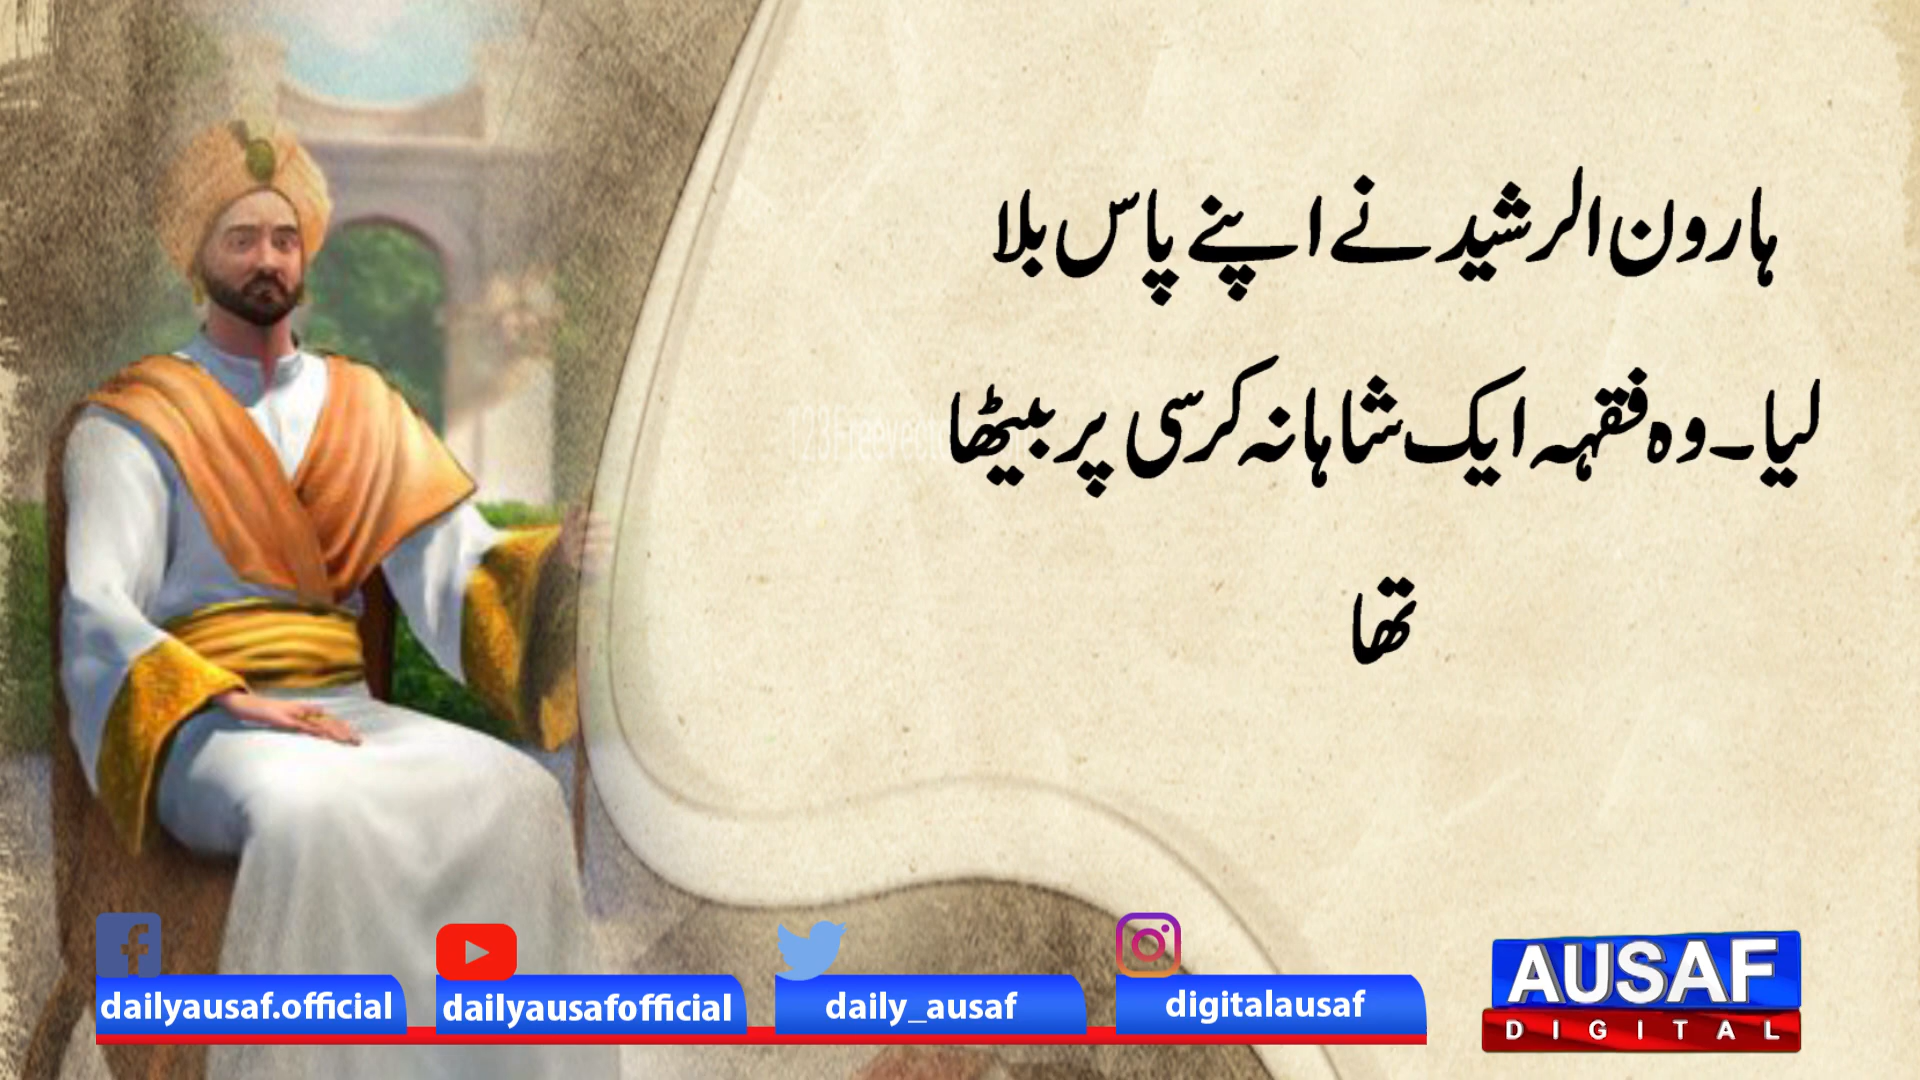 ہارون الرشید نے اپنے پاس بلا
لیا۔ وہ فقہہ ایک شاہانہ کرسی پر بیٹھا
تھا
dailyausaf.official
dailyausafofficial
daily_ausaf
digitalausaf
AUSAF
DIGITAL